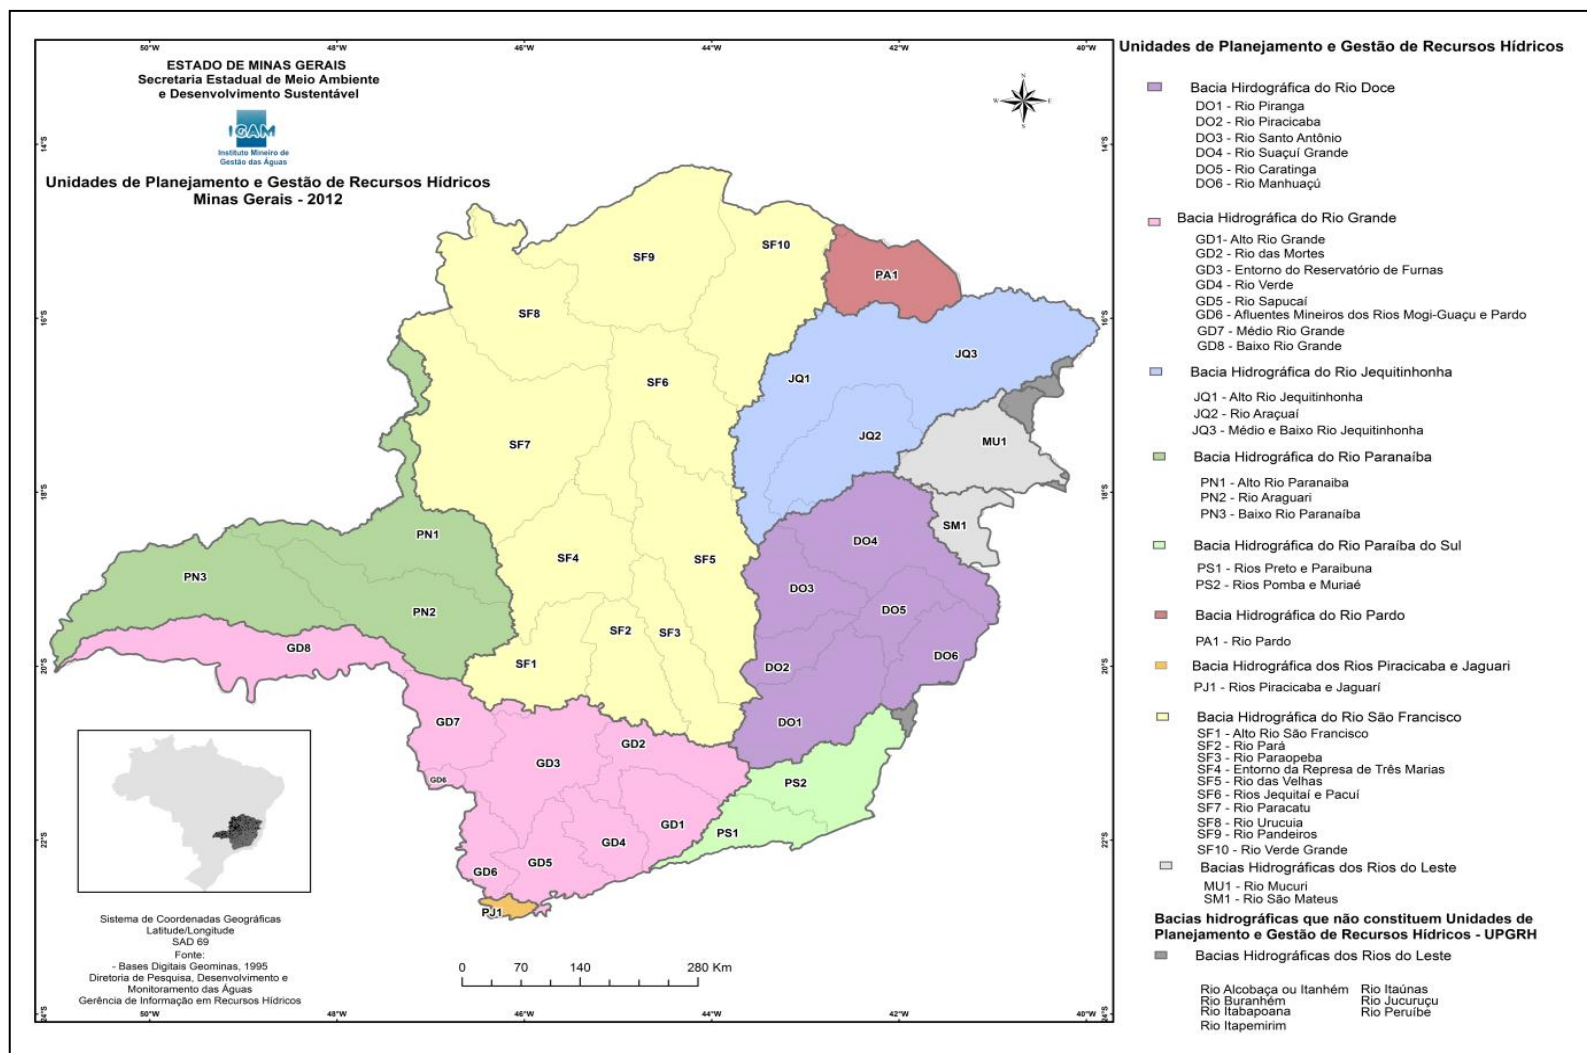 50°W 48°W 46°W 44°W 42°W 40°W
ESTADO DE MINAS GERAIS
Secretaria Estadual de Meio Ambiente
e Desenvolvimento Sustentável
IGAM
Instituto Mineiro de
Gestão das Águas
Unidades de Planejamento e Gestão de Recursos Hídricos
Minas Gerais - 2012
N
W E
S
14°S 14°S
16°S 16°S
18°S 18°S
20°S 20°S
22°S 22°S
24°S 24°S
SF10
SF9
PA1
SF8
JQ3
JQ1
SF6
JQ2
MU1
SF7
SM1
PN1
DO4
SF4
SF5
PN3
DO3
PN2
DO5
SF2
SF3
GD8
SF1
DO2
DO6
GD7
DO1
GD2
GD3
GD6
PS2
GD1
PS1
GD4
GD5
GD6
PJ1
Sistema de Coordenadas Geográficas
Latitude/Longitude
SAD 69
Fonte:
- Bases Digitais Geominas, 1995
Diretoria de Pesquisa, Desenvolvimento e
Monitoramento das Águas
Gerência de Informação em Recursos Hídricos
0 70 140 280 Km
50°W 48°W 46°W 44°W 42°W 40°W
Unidades de Planejamento e Gestão de Recursos Hídricos
Bacia Hirdográfica do Rio Doce
DO1 - Rio Piranga
DO2 - Rio Piracicaba
DO3 - Rio Santo Antônio
DO4 - Rio Suaçuí Grande
DO5 - Rio Caratinga
DO6 - Rio Manhuaçú
Bacia Hidrográfica do Rio Grande
GD1- Alto Rio Grande
GD2 - Rio das Mortes
GD3 - Entorno do Reservatório de Furnas
GD4 - Rio Verde
GD5 - Rio Sapucaí
GD6 - Afluentes Mineiros dos Rios Mogi-Guaçu e Pardo
GD7 - Médio Rio Grande
GD8 - Baixo Rio Grande
Bacia Hidrográfica do Rio Jequitinhonha
JQ1 - Alto Rio Jequitinhonha
JQ2 - Rio Araçuaí
JQ3 - Médio e Baixo Rio Jequitinhonha
Bacia Hidrográfica do Rio Paranaíba
PN1 - Alto Rio Paranaiba
PN2 - Rio Araguari
PN3 - Baixo Rio Paranaíba
Bacia Hidrográfica do Rio Paraíba do Sul
PS1 - Rios Preto e Paraibuna
PS2 - Rios Pomba e Muriaé
Bacia Hidrográfica do Rio Pardo
PA1 - Rio Pardo
Bacia Hidrográfica dos Rios Piracicaba e Jaguari
PJ1 - Rios Piracicaba e Jaguarí
Bacia Hidrográfica do Rio São Francisco
SF1 - Alto Rio São Francisco
SF2 - Rio Pará
SF3 - Rio Paraopeba
SF4 - Entorno da Represa de Três Marias
SF5 - Rio das Velhas
SF6 - Rios Jequitaí e Pacuí
SF7 - Rio Paracatu
SF8 - Rio Urucuia
SF9 - Rio Pandeiros
SF10 - Rio Verde Grande
Bacias Hidrográficas dos Rios do Leste
MU1 - Rio Mucuri
SM1 - Rio São Mateus
Bacias hidrográficas que não constituem Unidades de
Planejamento e Gestão de Recursos Hídricos - UPGRH
Bacias Hidrográficas dos Rios do Leste
Rio Alcobaça ou Itanhém Rio Itaúnas
Rio Buranhém Rio Jucuruçu
Rio Itabapoana Rio Peruíbe
Rio Itapemirim